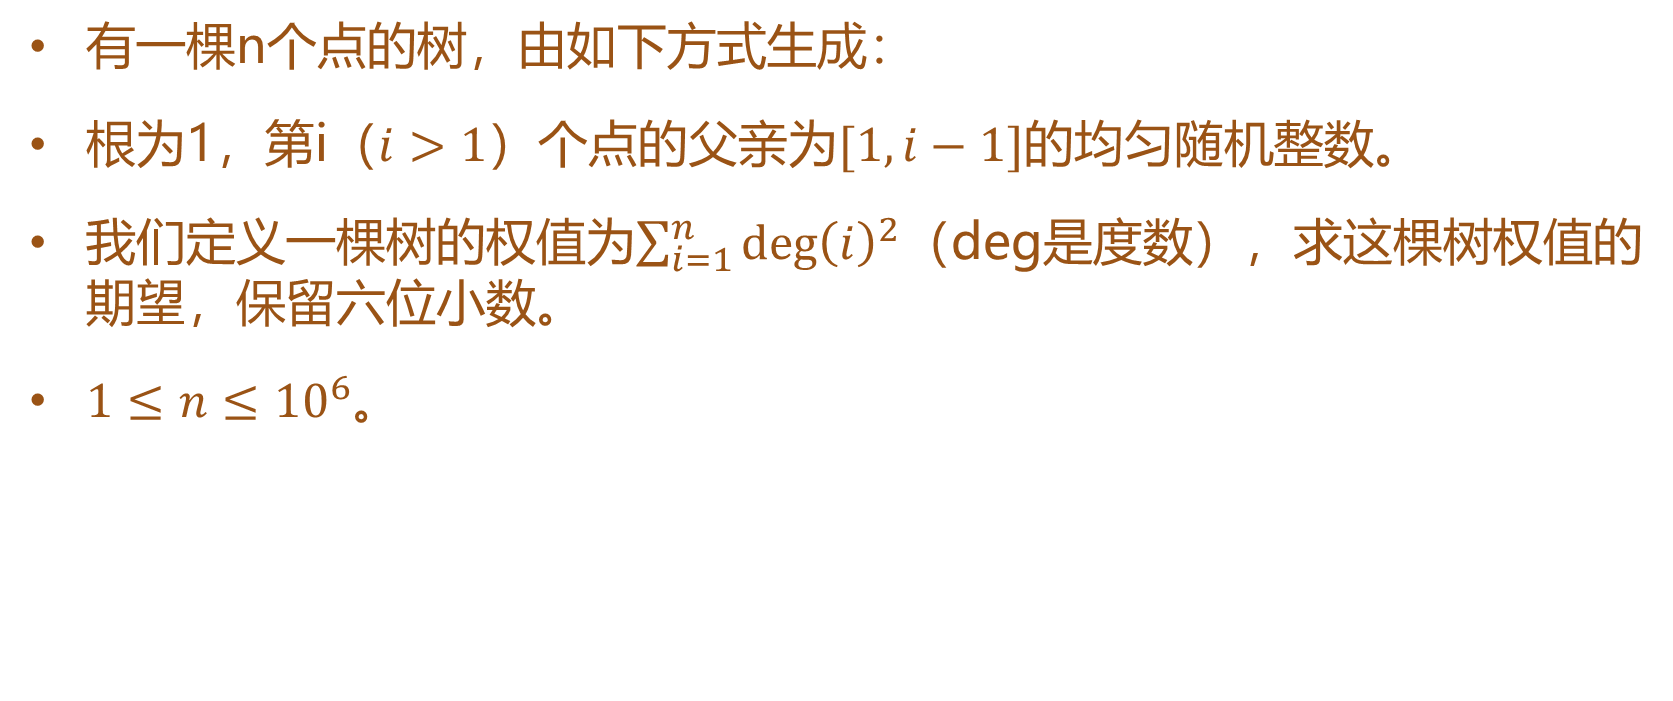 • 有一棵n个点的树，由如下方式生成：
• 根为1，第i（i > 1）个点的父亲为[1, i − 1]的均匀随机整数。
• 我们定义一棵树的权值为∑ⁿᵢ₌₁ deg(i)²（deg是度数），求这棵树权值的
期望，保留六位小数。
• 1 ≤ n ≤ 10⁶。